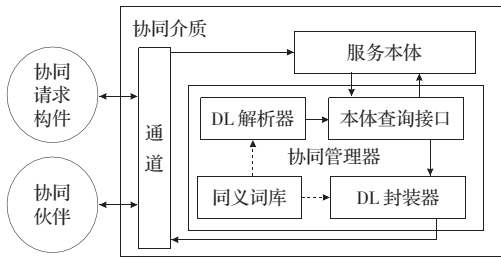 协同介质
协同
请求
构件
通
道
服务本体
DL 解析器
本体查询接口
协同管理器
协同
伙伴
同义词库
DL 封装器